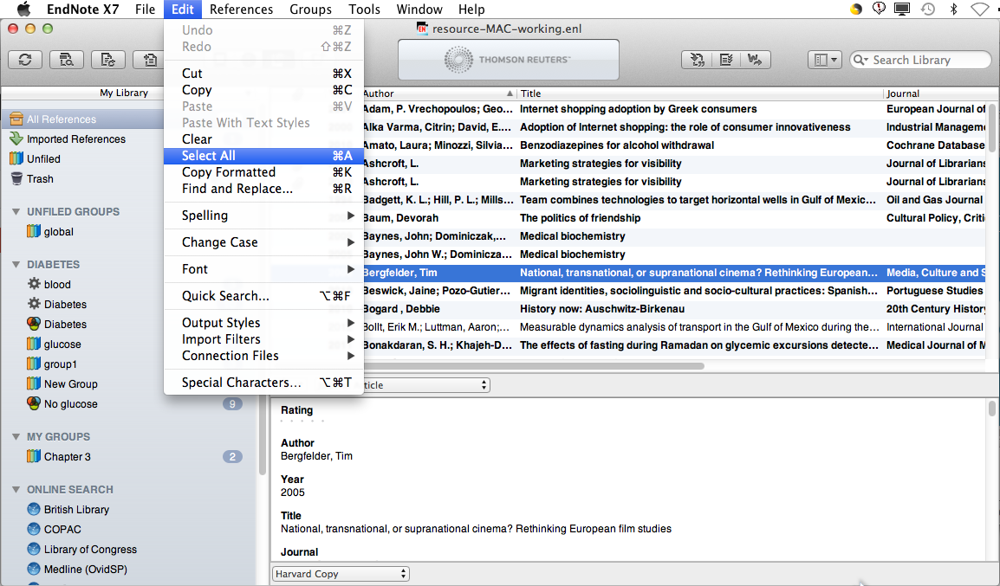 EndNote X7 File Edit References Groups Tools Window Help
resource-MAC-working.enl
THOMSON REUTERS™
Search Library
My Library
All References
Imported References
Unfiled
Trash
UNFILED GROUPS
global
DIABETES
blood
Diabetes
Diabetes
glucose
group1
New Group
No glucose 9
MY GROUPS
Chapter 3 2
ONLINE SEARCH
British Library
COPAC
Library of Congress
Medline (OvidSP)
Undo ⌘Z
Redo ⇧⌘Z
Cut ⌘X
Copy ⌘C
Paste ⌘V
Paste With Text Styles
Clear
Select All ⌘A
Copy Formatted ⌘K
Find and Replace... ⌘R
Spelling
Change Case
Font
Quick Search... ⌥⌘F
Output Styles
Import Filters
Connection Files
Special Characters... ⌥⌘T
Author Title Journal
Adam, P. Vrechopoulos; Geo... Internet shopping adoption by Greek consumers European Journal of
Alka Varma, Citrin; David, E.... Adoption of Internet shopping: the role of consumer innovativeness Industrial Managem
Amato, Laura; Minozzi, Silvia... Benzodiazepines for alcohol withdrawal Cochrane Database
Ashcroft, L. Marketing strategies for visibility Journal of Librarians
Ashcroft, L. Marketing strategies for visibility Journal of Librarians
Badgett, K. L.; Hill, P. L.; Mills... Team combines technologies to target horizontal wells in Gulf of Mexic... Oil and Gas Journal
Baum, Devorah The politics of friendship Cultural Policy, Criti
Baynes, John; Dominiczak,... Medical biochemistry
Baynes, John W.; Dominicza... Medical biochemistry
Bergfelder, Tim National, transnational, or supranational cinema? Rethinking European... Media, Culture and S
Beswick, Jaine; Pozo-Gutier... Migrant identities, sociolinguistic and socio-cultural practices: Spanish... Portuguese Studies
Bogard , Debbie History now: Auschwitz-Birkenau 20th Century History
Bollt, Erik M.; Luttman, Aaron;... Measurable dynamics analysis of transport in the Gulf of Mexico during the... International Journal
Bonakdaran, S. H.; Khajeh-D... The effects of fasting during Ramadan on glycemic excursions detecte... Medical Journal of M
ticle
Rating
Author
Bergfelder, Tim
Year
2005
Title
National, transnational, or supranational cinema? Rethinking European film studies
Journal
Harvard Copy